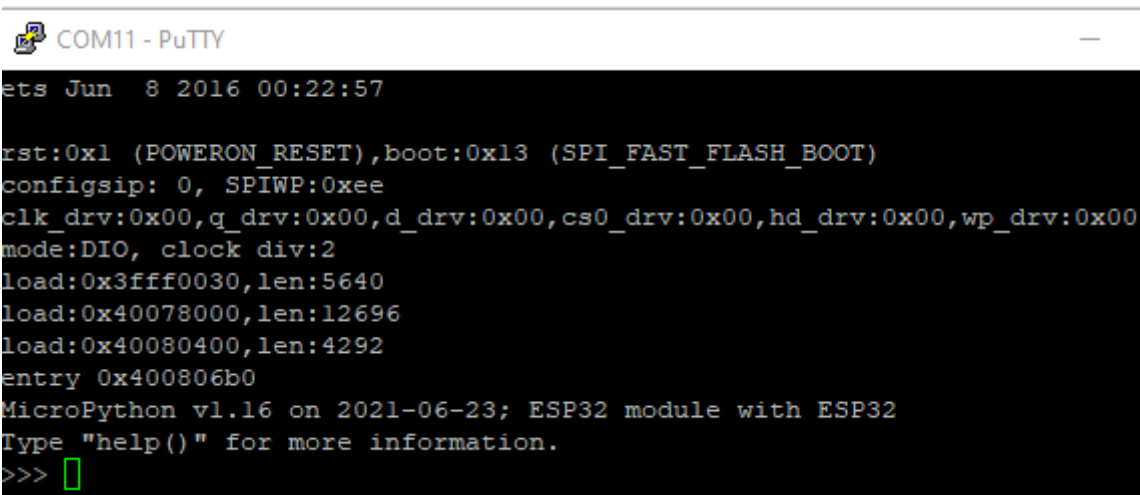 COM11 - PuTTY
ets Jun  8 2016 00:22:57
rst:0x1 (POWERON_RESET),boot:0x13 (SPI_FAST_FLASH_BOOT)
configsip: 0, SPIWP:0xee
clk_drv:0x00,q_drv:0x00,d_drv:0x00,cs0_drv:0x00,hd_drv:0x00,wp_drv:0x00
mode:DIO, clock div:2
load:0x3fff0030,len:5640
load:0x40078000,len:12696
load:0x40080400,len:4292
entry 0x400806b0
MicroPython v1.16 on 2021-06-23; ESP32 module with ESP32
Type "help()" for more information.
>>>